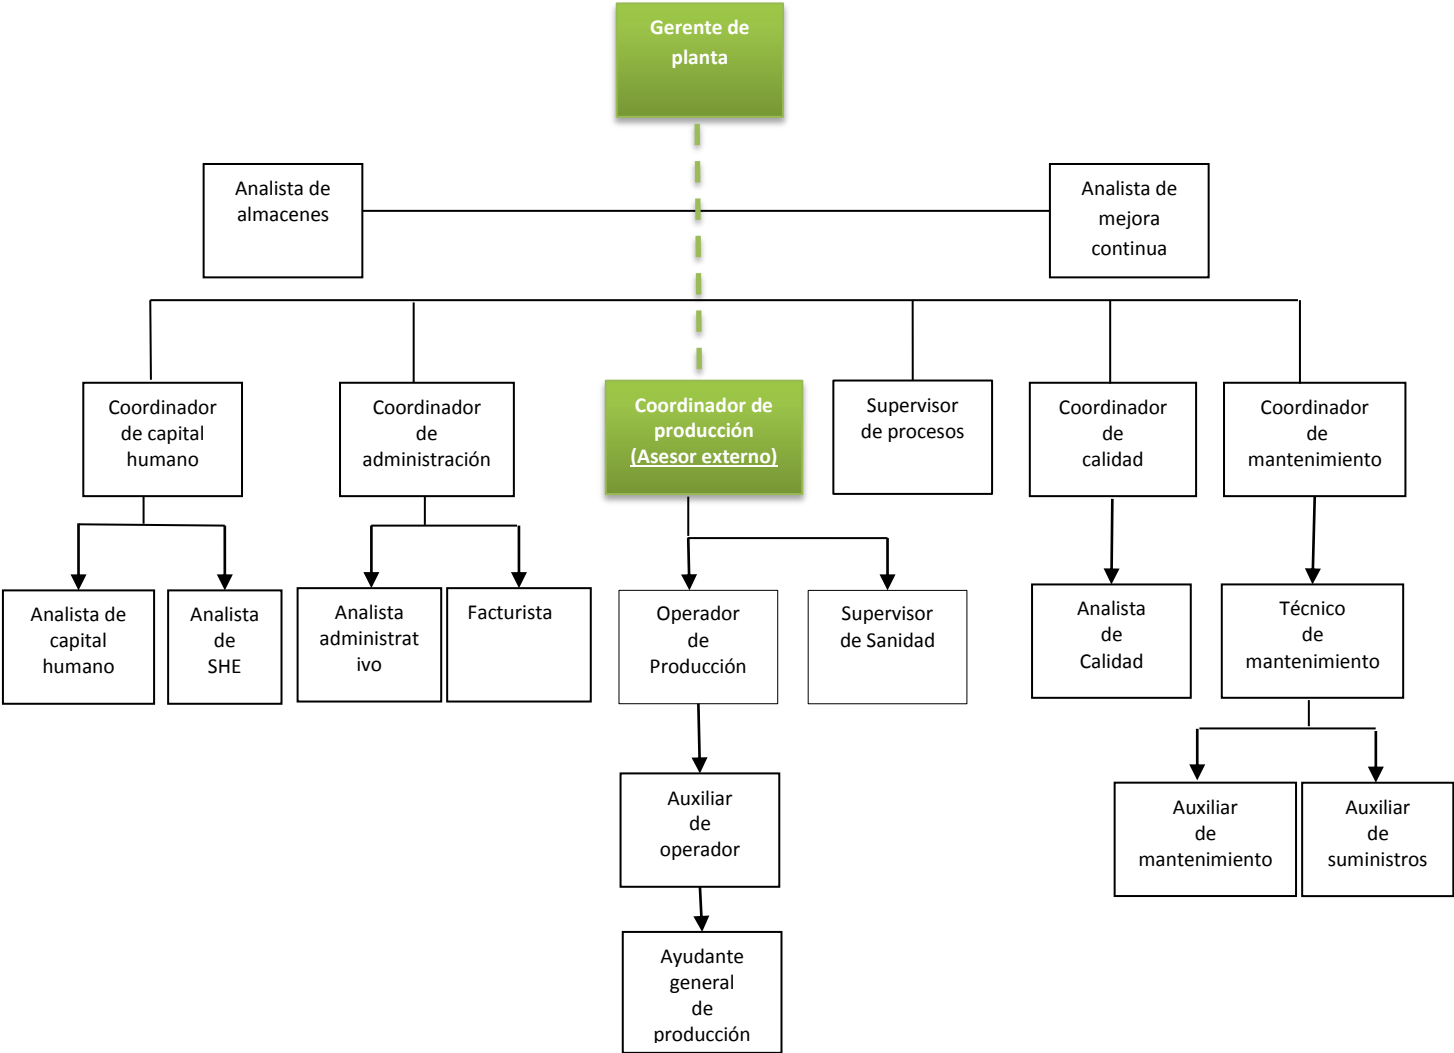 Gerente de
planta
Analista de
almacenes
Analista de
mejora
continua
Coordinador
de capital
humano
Coordinador
de
administración
Coordinador de
producción
(Asesor externo)
Supervisor
de procesos
Coordinador
de
calidad
Coordinador
de
mantenimiento
Analista de
capital
humano
Analista
de
SHE
Analista
administrat
ivo
Facturista
Operador
de
Producción
Supervisor
de Sanidad
Analista
de
Calidad
Técnico
de
mantenimiento
Auxiliar
de
operador
Auxiliar
de
mantenimiento
Auxiliar
de
suministros
Ayudante
general
de
producción